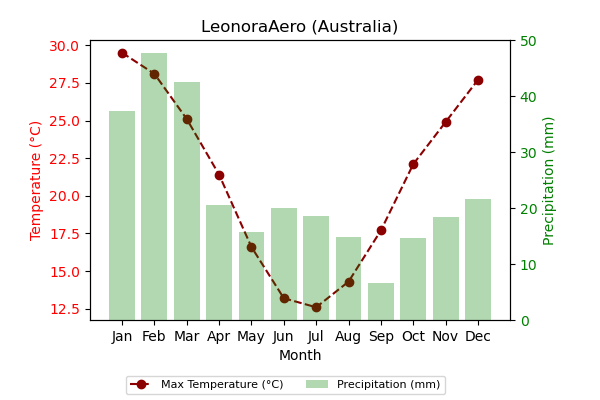 LeonoraAero (Australia)
Temperature (°C)
30.0
27.5
25.0
22.5
20.0
17.5
15.0
12.5
50
40
30
20
10
0
Precipitation (mm)
Jan Feb Mar Apr May Jun Jul Aug Sep Oct Nov Dec
Month
Max Temperature (°C) Precipitation (mm)